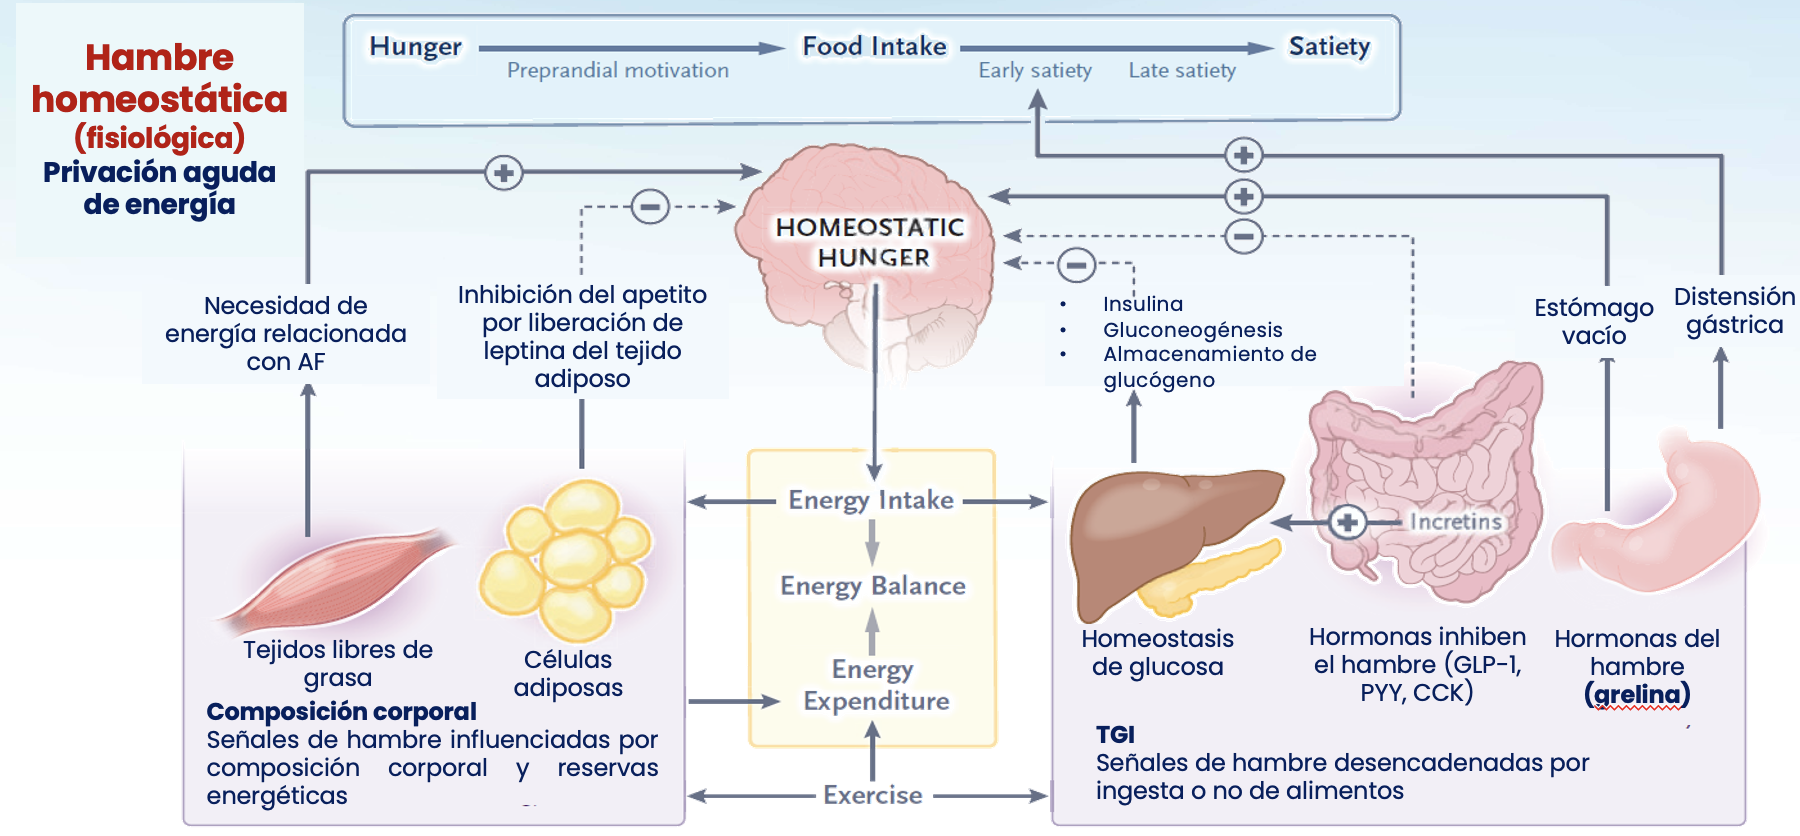 Hambre
homeostática
(fisiológica)
Privación aguda
de energía
Hunger
Food Intake
Satiety
Preprandial motivation
Early satiety
Late satiety
HOMEOSTATIC
HUNGER
Necesidad de
energía relacionada
con AF
Inhibición del apetito
por liberación de
leptina del tejido
adiposo
• Insulina
• Gluconeogénesis
• Almacenamiento de
glucógeno
Estómago
vacío
Distensión
gástrica
Energy Intake
Energy Balance
Energy
Expenditure
Exercise
Incretins
Tejidos libres de
grasa
Células
adiposas
Composición corporal
Señales de hambre influenciadas por
composición corporal y reservas
energéticas
Homeostasis
de glucosa
Hormonas inhiben
el hambre (GLP-1,
PYY, CCK)
Hormonas del
hambre
(grelina)
TGI
Señales de hambre desencadenadas por
ingesta o no de alimentos